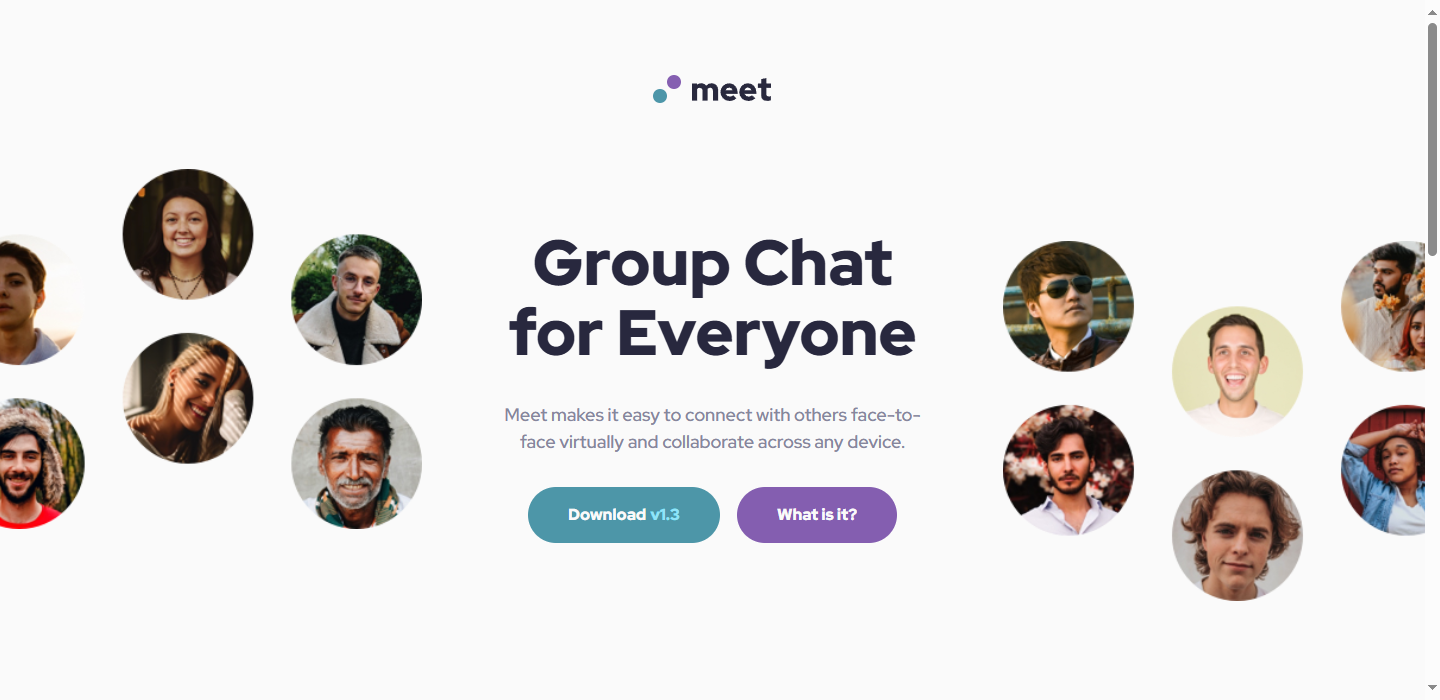 meet
Group Chat
for Everyone
Meet makes it easy to connect with others face-to-
face virtually and collaborate across any device.
Download v1.3
What is it?